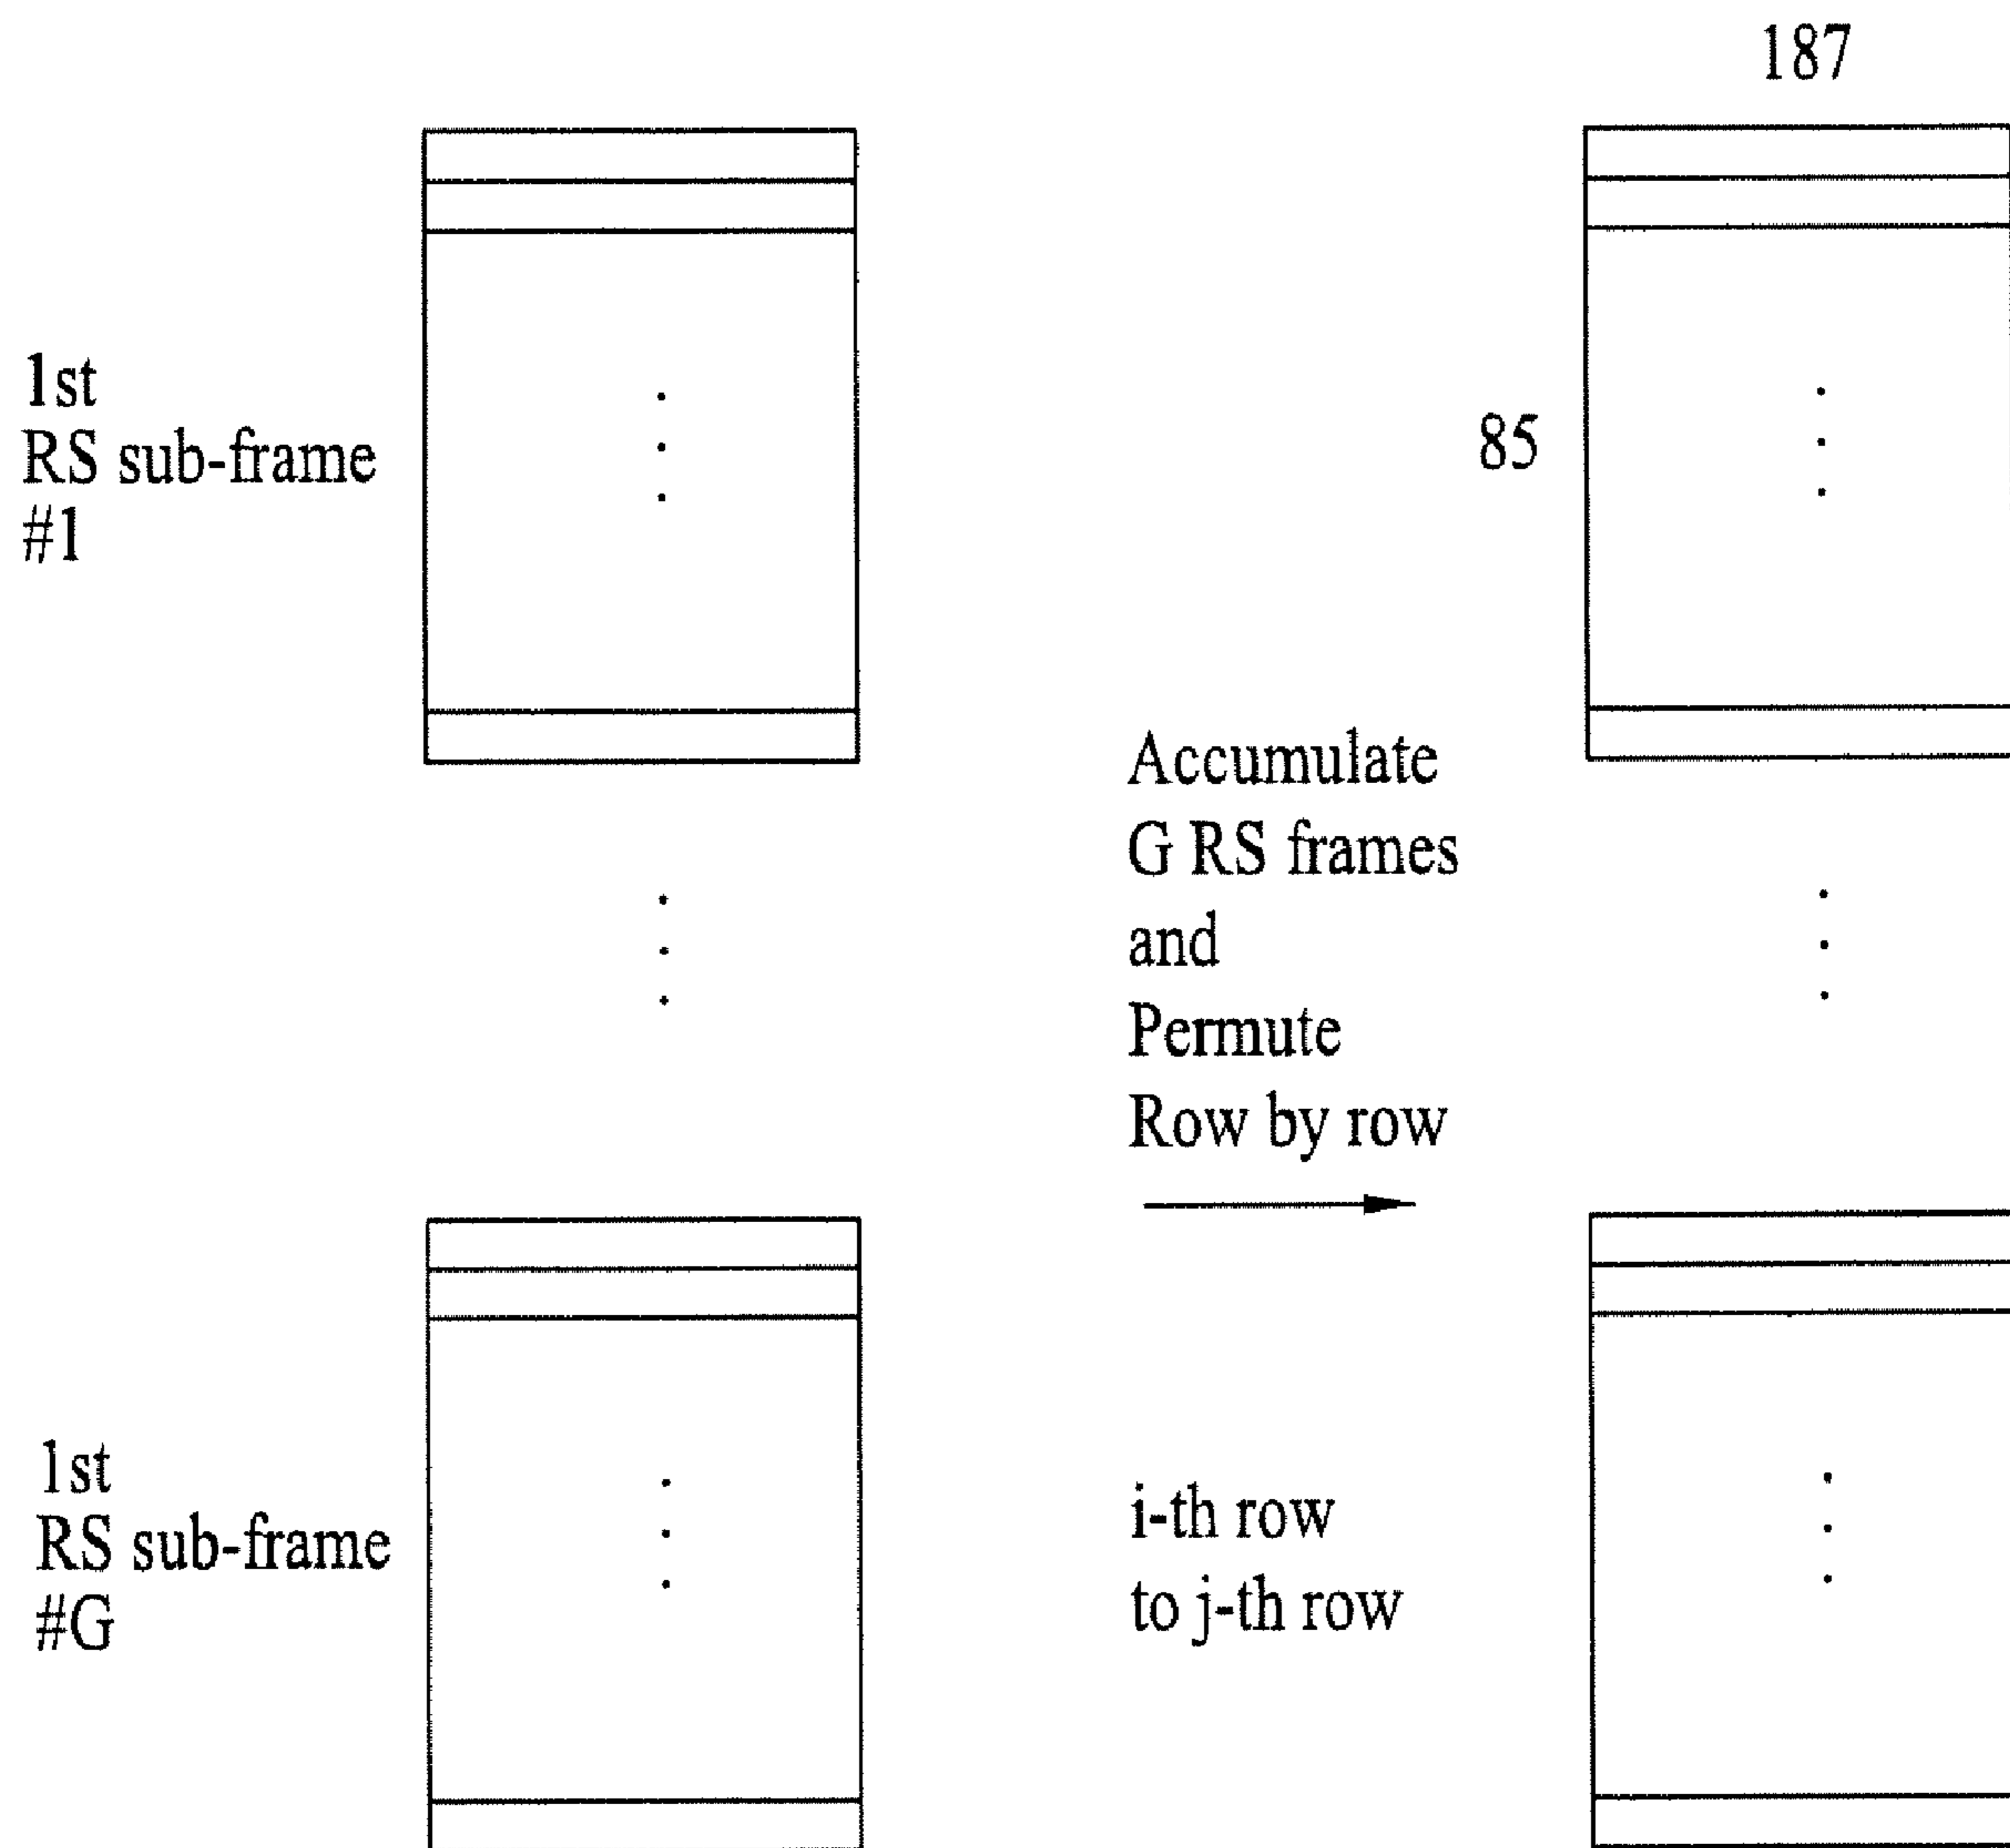 187
1st
RS sub-frame
#1
85
Accumulate
G RS frames
and
Permute
Row by row
1st
RS sub-frame
#G
i-th row
to j-th row